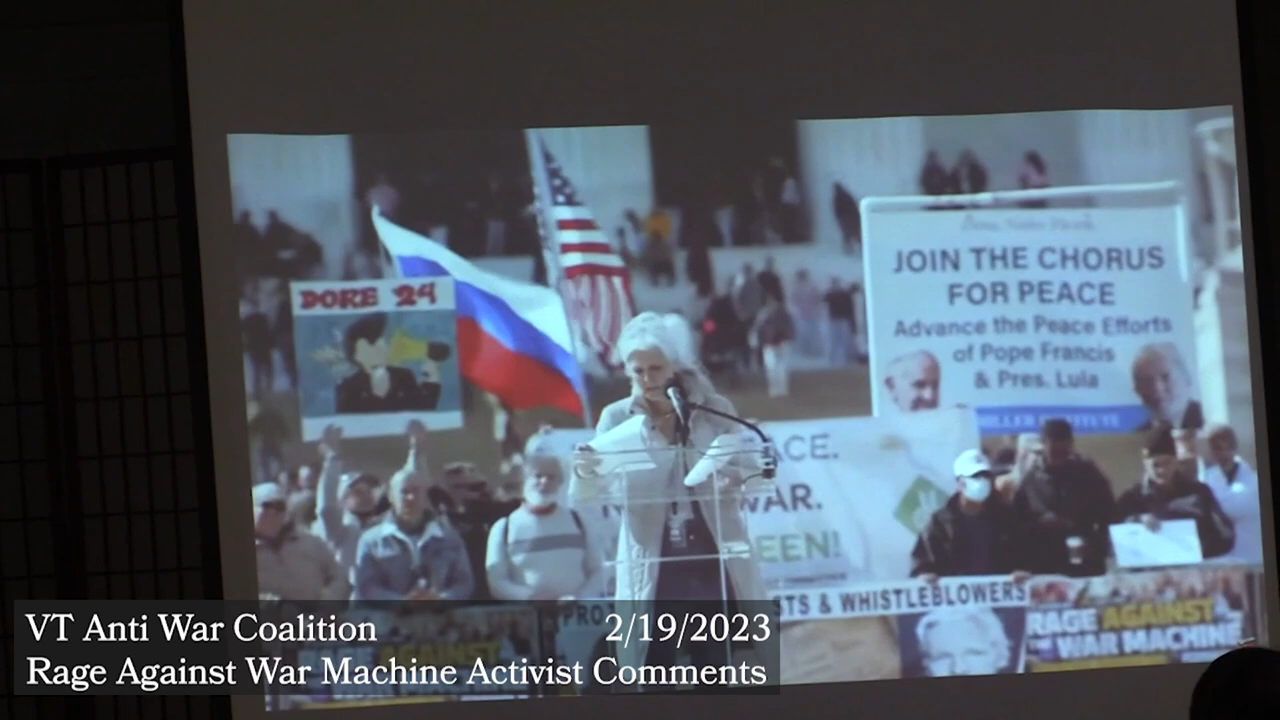 DORE '24
JOIN THE CHORUS
FOR PEACE
Advance the Peace Efforts
of Pope Francis
& Pres. Lula
ACE.
WAR.
EEN!
STS & WHISTLEBLOWERS
RAGE AGAINST
WAR MACHINE
VT Anti War Coalition 2/19/2023
Rage Against War Machine Activist Comments